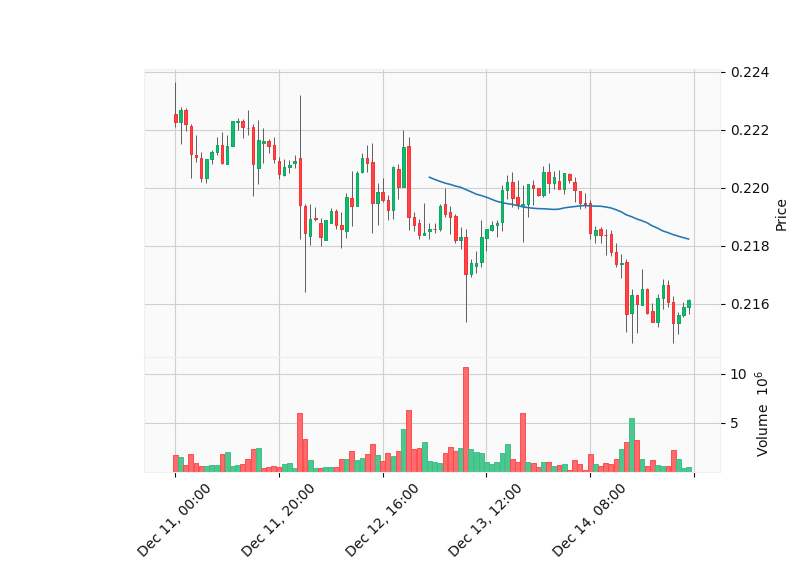 0.224
0.222
0.220
0.218
0.216
Price
10
5
Volume 10^6
Dec 11, 00:00
Dec 11, 20:00
Dec 12, 16:00
Dec 13, 12:00
Dec 14, 08:00